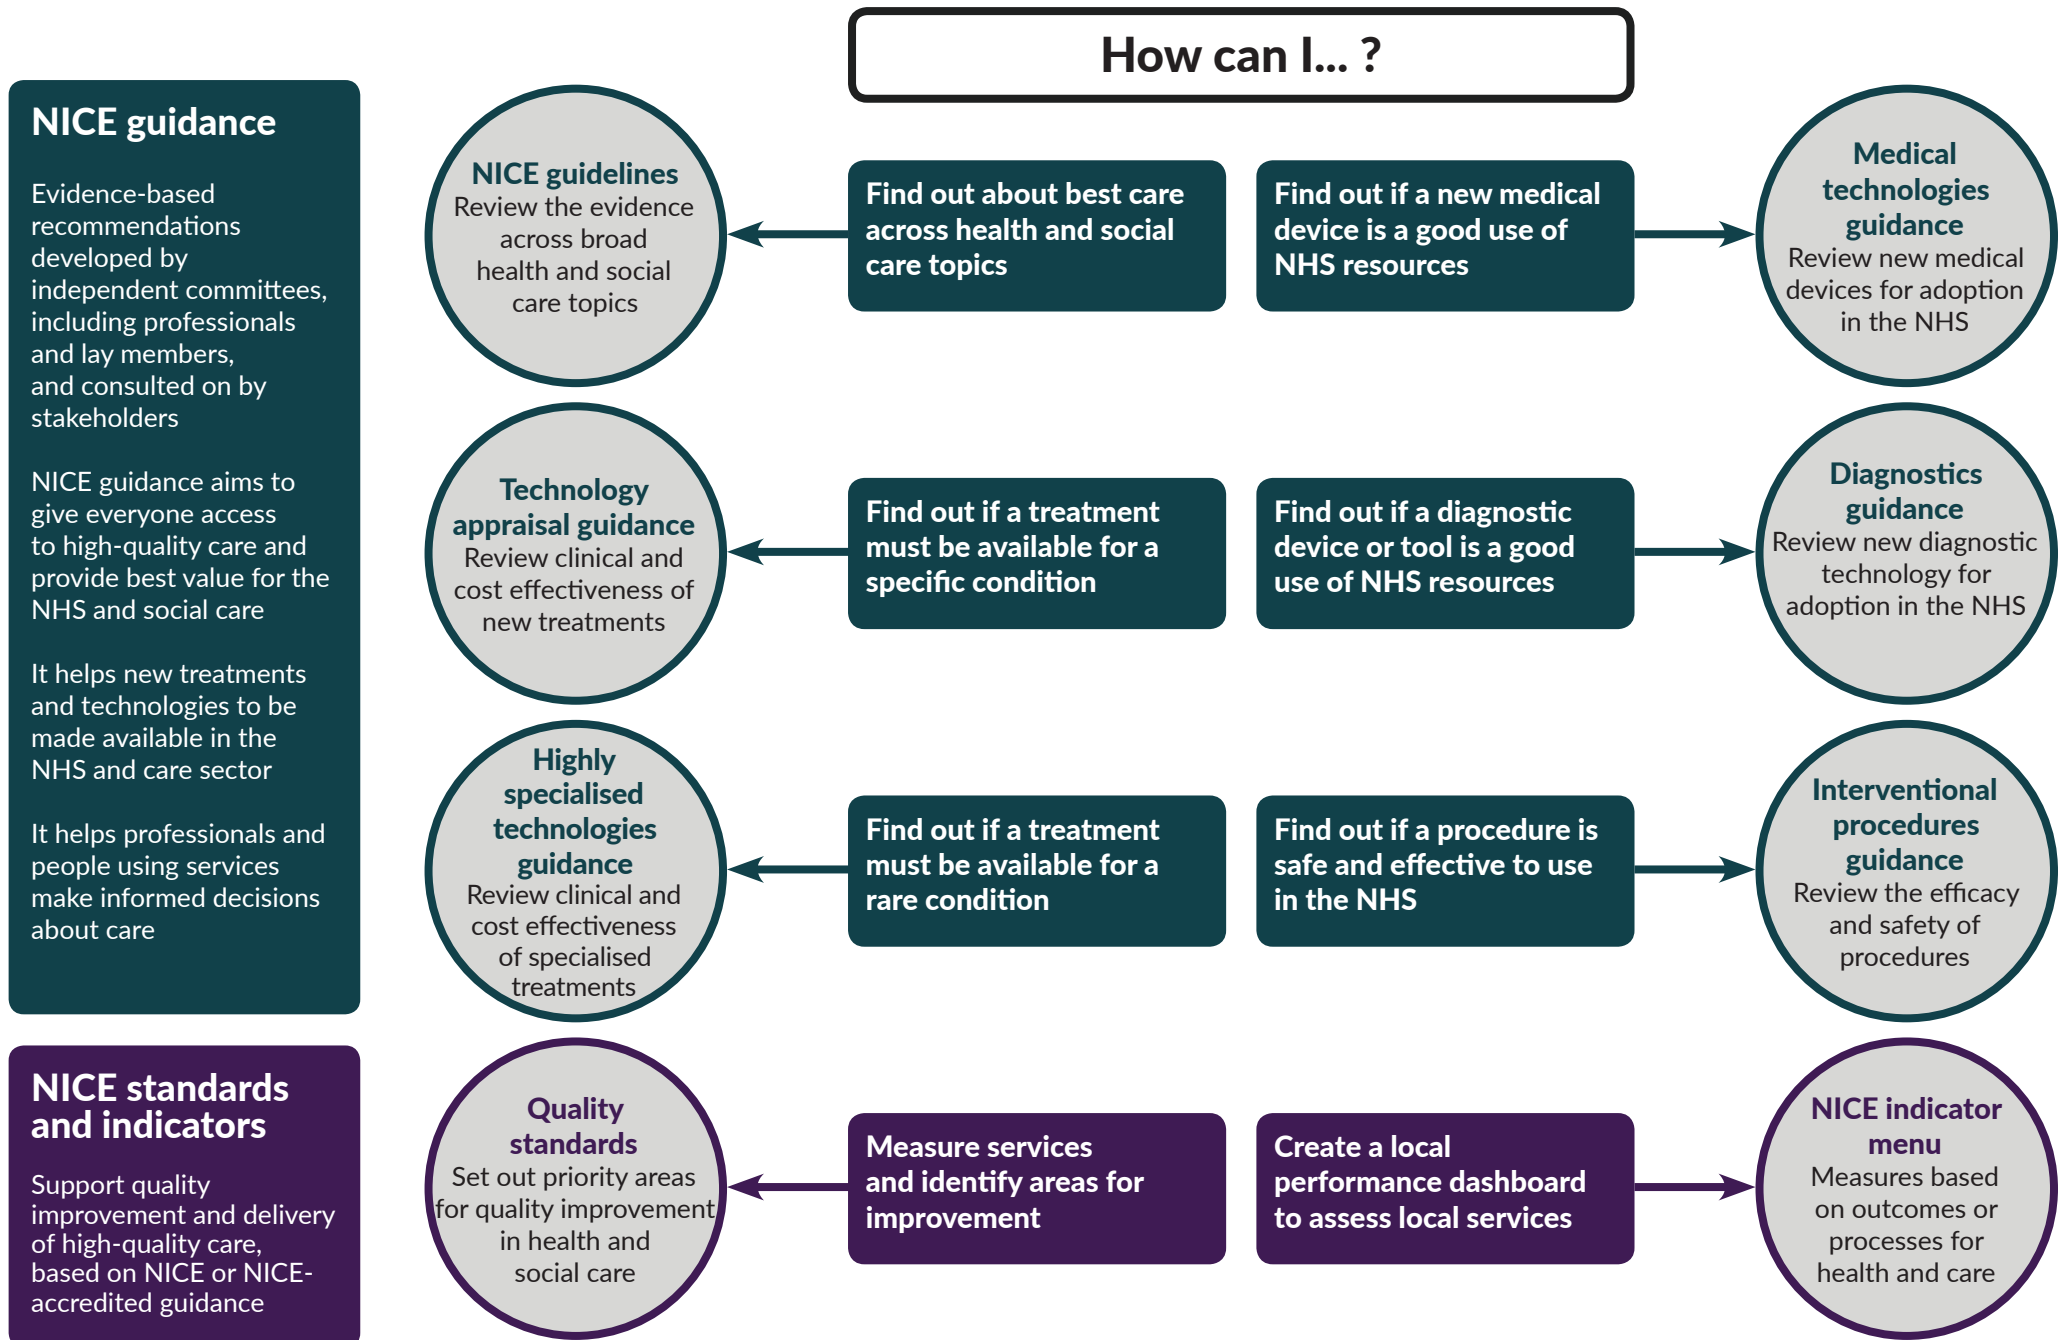 How can I... ?
NICE guidance
Evidence-based
recommendations
developed by
independent committees,
including professionals
and lay members,
and consulted on by
stakeholders
NICE guidance aims to
give everyone access
to high-quality care and
provide best value for the
NHS and social care
It helps new treatments
and technologies to be
made available in the
NHS and care sector
It helps professionals and
people using services
make informed decisions
about care
NICE guidelines
Review the evidence
across broad
health and social
care topics
Find out about best care
across health and social
care topics
Find out if a new medical
device is a good use of
NHS resources
Medical
technologies
guidance
Review new medical
devices for adoption
in the NHS
Technology
appraisal guidance
Review clinical and
cost effectiveness of
new treatments
Find out if a treatment
must be available for a
specific condition
Find out if a diagnostic
device or tool is a good
use of NHS resources
Diagnostics
guidance
Review new diagnostic
technology for
adoption in the NHS
Highly
specialised
technologies
guidance
Review clinical and
cost effectiveness
of specialised
treatments
Find out if a treatment
must be available for a
rare condition
Find out if a procedure is
safe and effective to use
in the NHS
Interventional
procedures
guidance
Review the efficacy
and safety of
procedures
NICE standards
and indicators
Support quality
improvement and delivery
of high-quality care,
based on NICE or NICE-
accredited guidance
Quality
standards
Set out priority areas
for quality improvement
in health and
social care
Measure services
and identify areas for
improvement
Create a local
performance dashboard
to assess local services
NICE indicator
menu
Measures based
on outcomes or
processes for
health and care